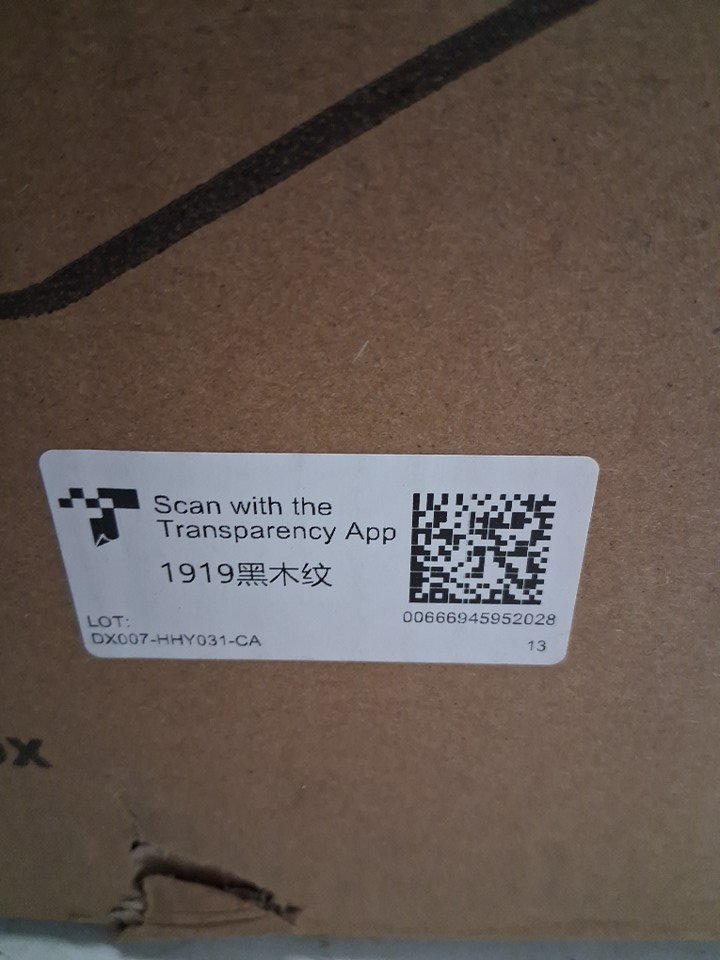 Scan with the
Transparency App
1919黑木纹
LOT:
DX007-HHY031-CA
00666945952028
13